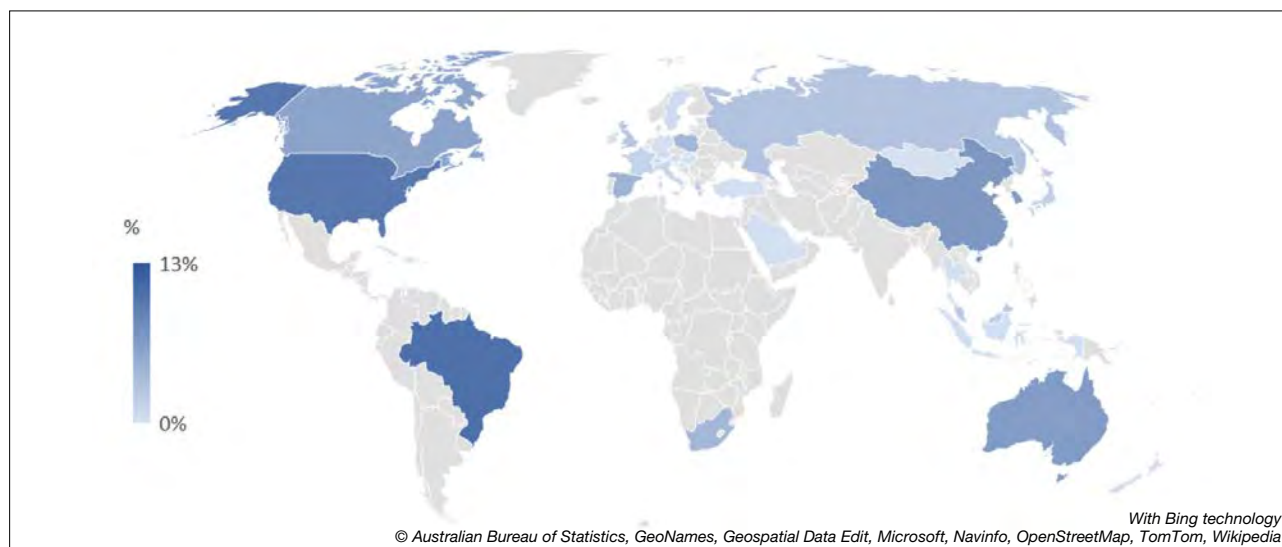 %
13%
0%
With Bing technology
© Australian Bureau of Statistics, GeoNames, Geospatial Data Edit, Microsoft, Navinfo, OpenStreetMap, TomTom, Wikipedia